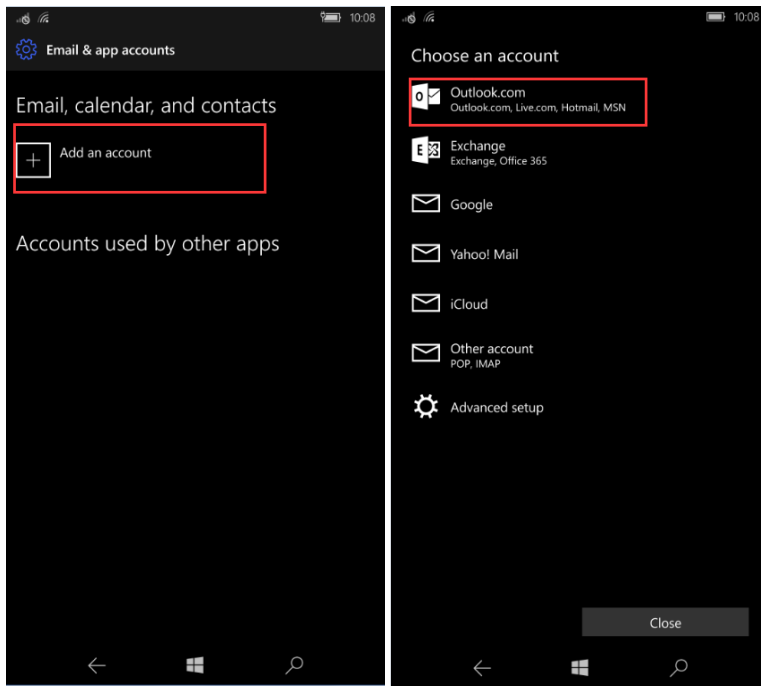 10:08
Email & app accounts
Email, calendar, and contacts
Add an account
Accounts used by other apps
10:08
Choose an account
Outlook.com
Outlook.com, Live.com, Hotmail, MSN
Exchange
Exchange, Office 365
Google
Yahoo! Mail
iCloud
Other account
POP, IMAP
Advanced setup
Close